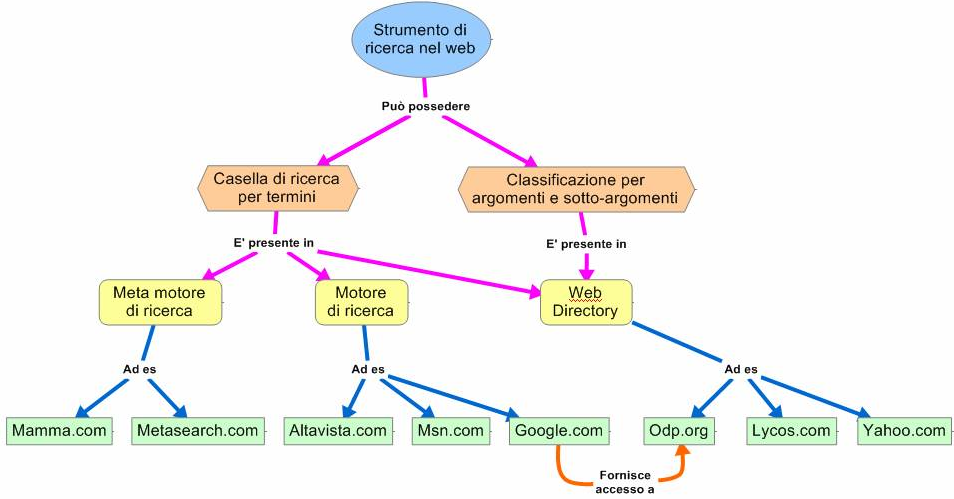 Strumento di
ricerca nel web
Può possedere
Casella di ricerca
per termini
Classificazione per
argomenti e sotto-argomenti
E' presente in
E' presente in
Meta motore
di ricerca
Motore
di ricerca
Web
Directory
Ad es
Ad es
Ad es
Mamma.com
Metasearch.com
Altavista.com
Msn.com
Google.com
Odp.org
Lycos.com
Yahoo.com
Fornisce
accesso a